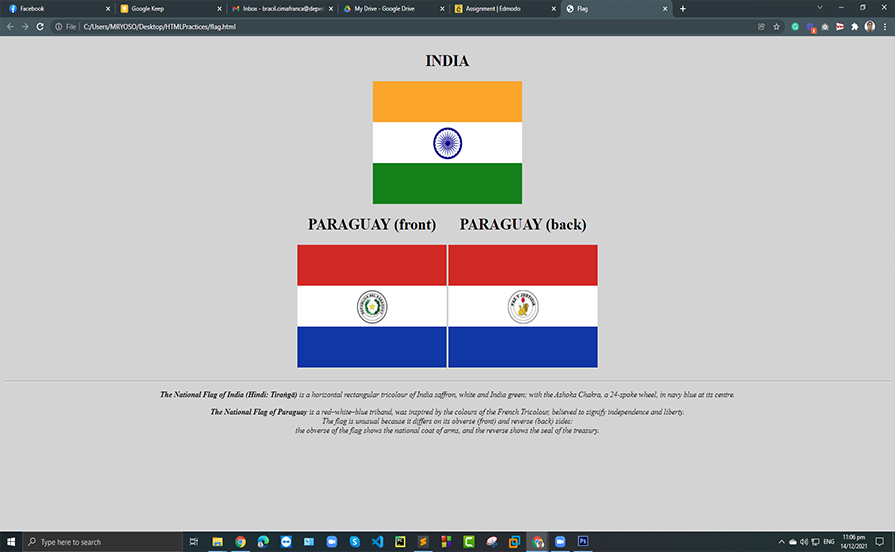 Facebook
Google Keep
Inbox - bracil.cimafranca@deped
My Drive - Google Drive
Assignment | Edmodo
Flag
File | C:/Users/MRYOSO/Desktop/HTMLPractices/flag.html
INDIA
PARAGUAY (front) PARAGUAY (back)
The National Flag of India (Hindi: Tiraṅgā) is a horizontal rectangular tricolour of India saffron, white and India green; with the Ashoka Chakra, a 24-spoke wheel, in navy blue at its centre.
The National Flag of Paraguay is a red–white–blue triband, was inspired by the colours of the French Tricolour, believed to signify independence and liberty.
The flag is unusual because it differs on its obverse (front) and reverse (back) sides:
the obverse of the flag shows the national coat of arms, and the reverse shows the seal of the treasury.
Type here to search
ENG
11:06 pm
14/12/2021